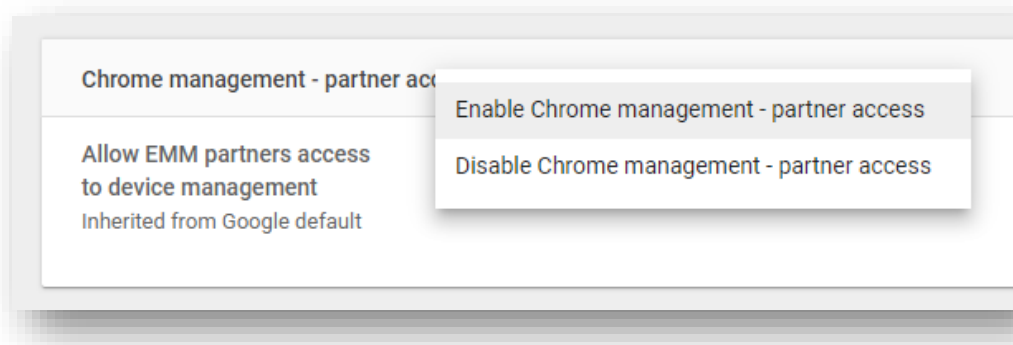 Chrome management - partner acc
Enable Chrome management - partner access
Disable Chrome management - partner access
Allow EMM partners access
to device management
Inherited from Google default